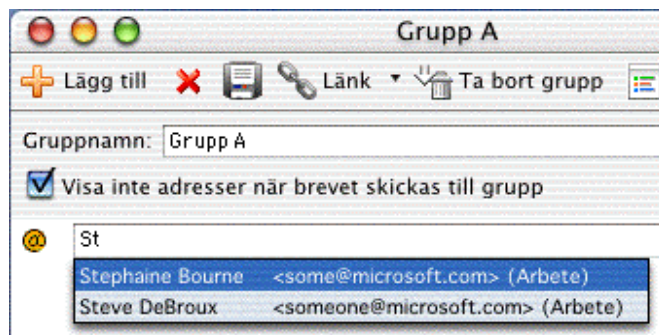 Grupp A
Lägg till Länk Ta bort grupp
Gruppnamn: Grupp A
Visa inte adresser när brevet skickas till grupp
@ St
Stephaine Bourne <some@microsoft.com> (Arbete)
Steve DeBroux <someone@microsoft.com> (Arbete)